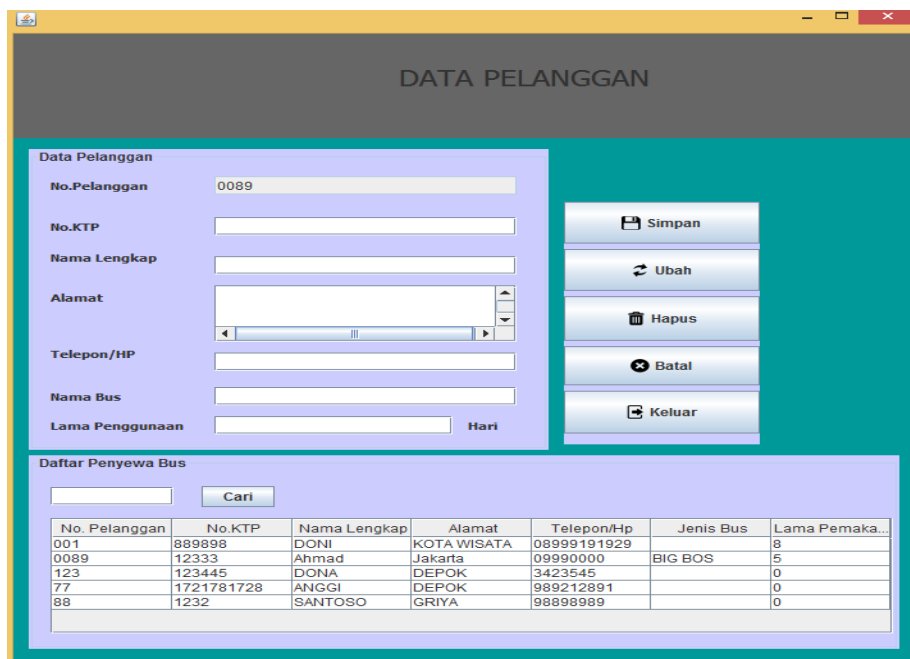 DATA PELANGGAN
Data Pelanggan
No.Pelanggan 0089
No.KTP
Nama Lengkap
Alamat
Telepon/HP
Nama Bus
Lama Penggunaan Hari
Simpan
Ubah
Hapus
Batal
Keluar
Daftar Penyewa Bus
Cari
No. Pelanggan No.KTP Nama Lengkap Alamat Telepon/Hp Jenis Bus Lama Pemaka...
001 889898 DONI KOTA WISATA 08999191929 8
0089 12333 Ahmad Jakarta 09990000 BIG BOS 5
123 123445 DONA DEPOK 3423545 0
77 1721781728 ANGGI DEPOK 989212891 0
88 1232 SANTOSO GRIYA 98898989 0